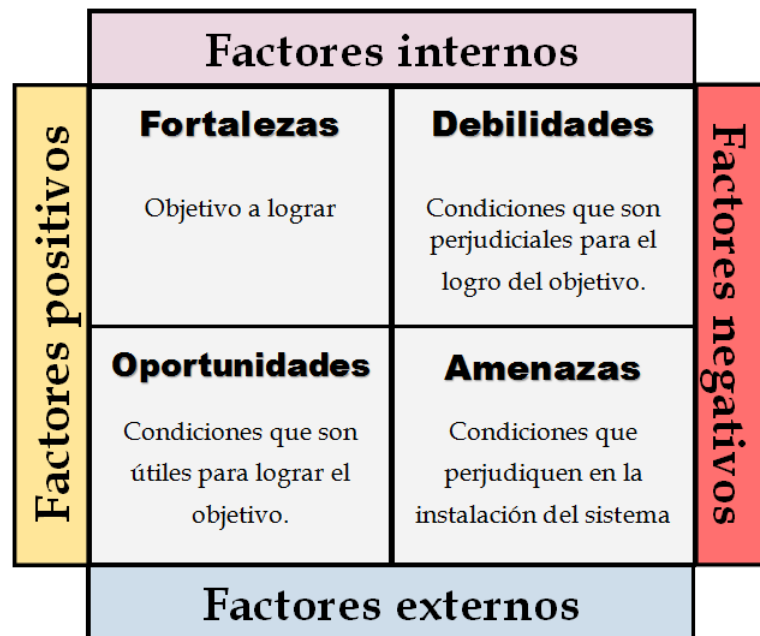 Factores internos
Factores positivos
Fortalezas
Objetivo a lograr
Debilidades
Condiciones que son
perjudiciales para el
logro del objetivo.
Factores negativos
Oportunidades
Condiciones que son
útiles para lograr el
objetivo.
Amenazas
Condiciones que
perjudiquen en la
instalación del sistema
Factores externos